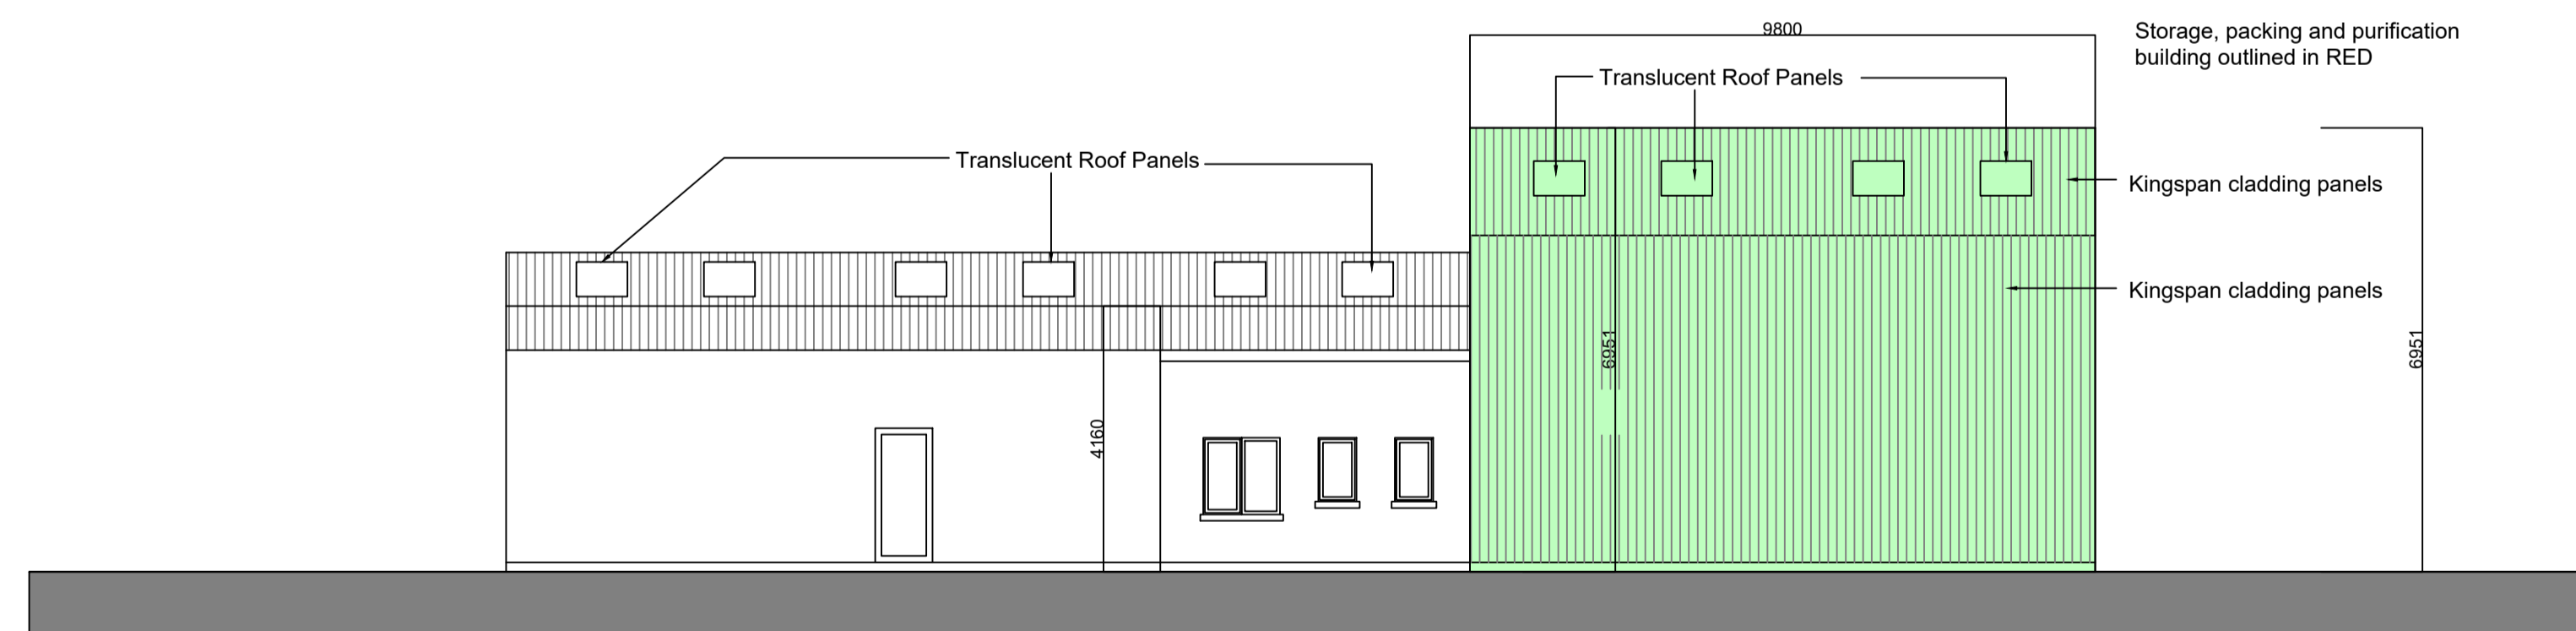 9800
Storage, packing and purification
building outlined in RED
Translucent Roof Panels
Translucent Roof Panels
Kingspan cladding panels
Kingspan cladding panels
6951
6951
4160